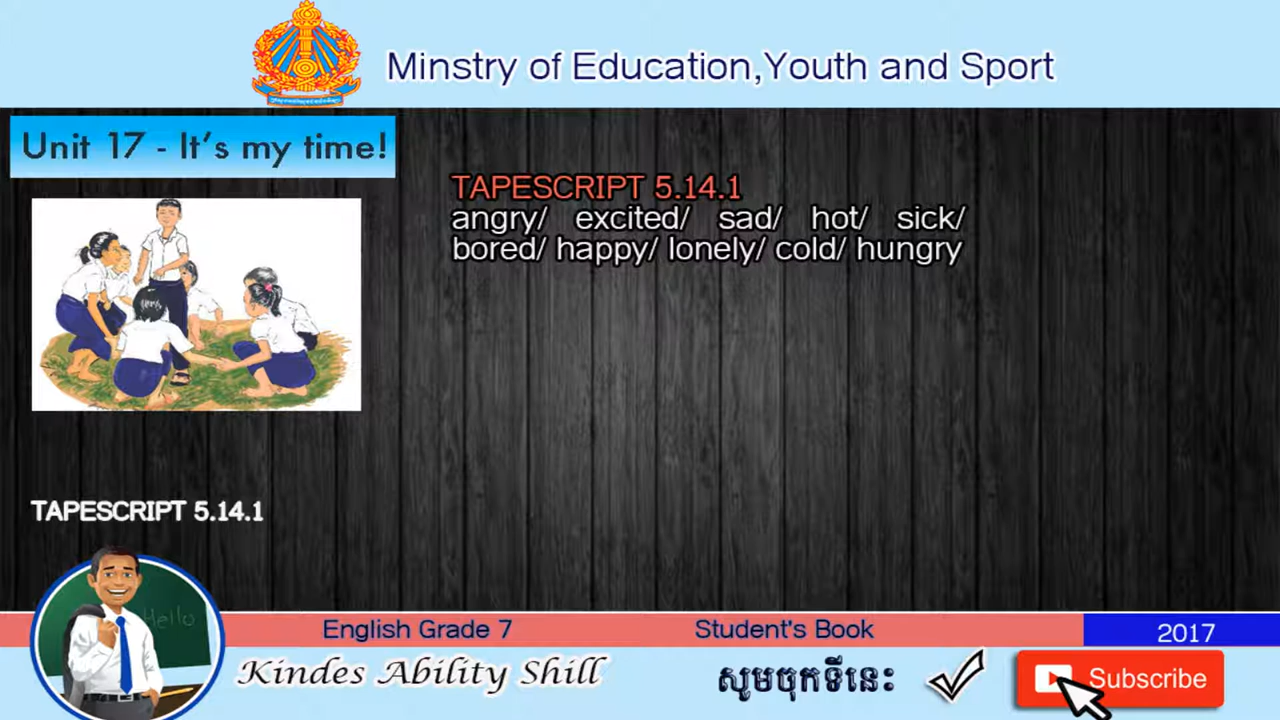 Minstry of Education,Youth and Sport
Unit 17 - It's my time!
TAPESCRIPT 5.14.1
angry/ excited/ sad/ hot/ sick/
bored/ happy/ lonely/ cold/ hungry
TAPESCRIPT 5.14.1
Hello
English Grade 7
Student's Book
2017
Kindes Ability Shill
សូមចុកទីនេះ
Subscribe